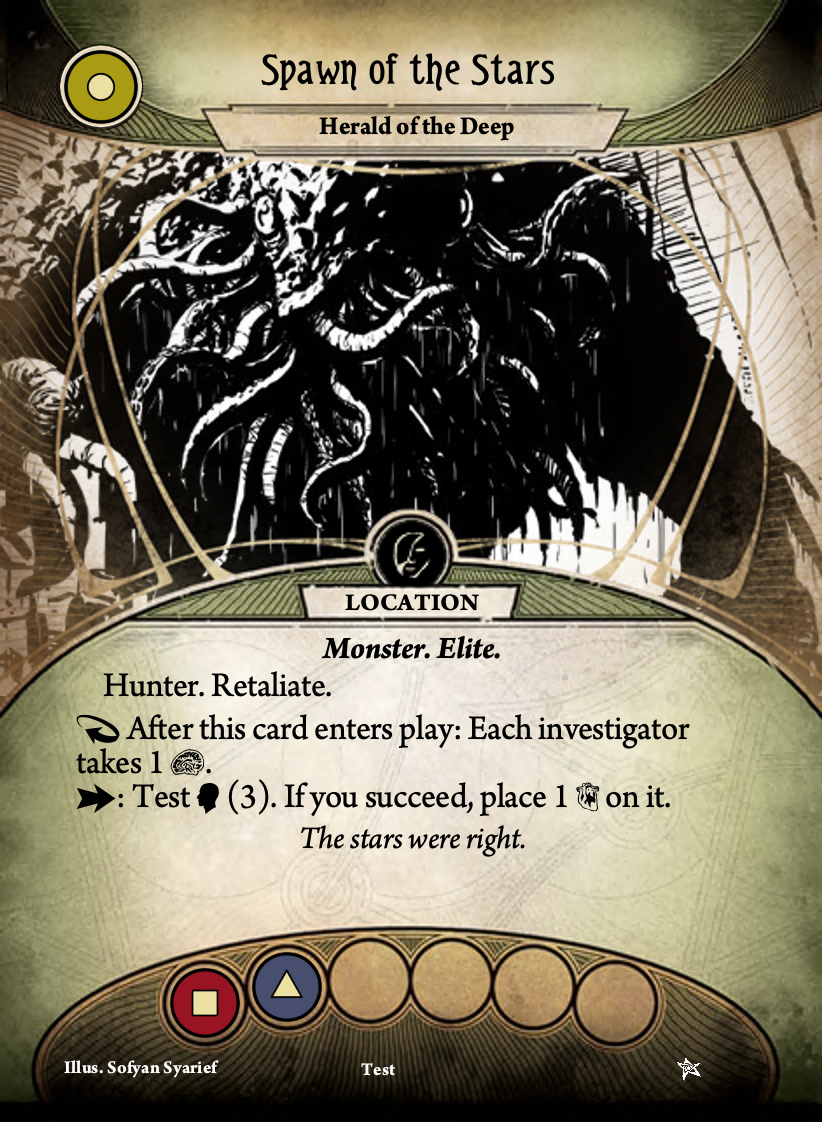 Spawn of the Stars
Herald of the Deep
LOCATION
Monster. Elite.
Hunter. Retaliate.
After this card enters play: Each investigator
takes 1 .
: Test (3). If you succeed, place 1 on it.
The stars were right.
Illus. Sofyan Syarief
Test